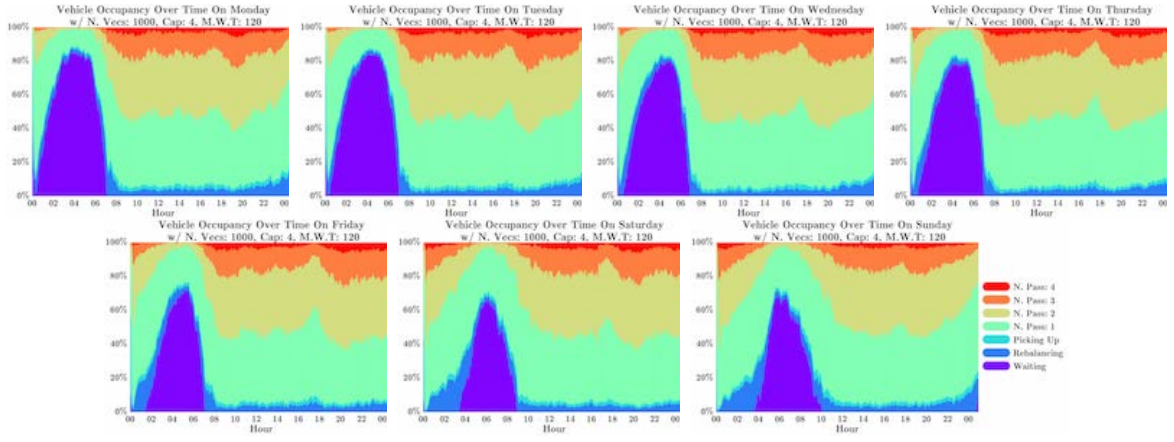 Vehicle Occupancy Over Time On Monday
w/ N. Vecs: 1000, Cap: 4, M.W.T: 120
100%
80%
60%
40%
20%
0%
00 02 04 06 08 10 12 14 16 18 20 22 00
Hour
Vehicle Occupancy Over Time On Tuesday
w/ N. Vecs: 1000, Cap: 4, M.W.T: 120
100%
80%
60%
40%
20%
0%
00 02 04 06 08 10 12 14 16 18 20 22 00
Hour
Vehicle Occupancy Over Time On Wednesday
w/ N. Vecs: 1000, Cap: 4, M.W.T: 120
100%
80%
60%
40%
20%
0%
00 02 04 06 08 10 12 14 16 18 20 22 00
Hour
Vehicle Occupancy Over Time On Thursday
w/ N. Vecs: 1000, Cap: 4, M.W.T: 120
100%
80%
60%
40%
20%
0%
00 02 04 06 08 10 12 14 16 18 20 22 00
Hour
Vehicle Occupancy Over Time On Friday
w/ N. Vecs: 1000, Cap: 4, M.W.T: 120
100%
80%
60%
40%
20%
0%
00 02 04 06 08 10 12 14 16 18 20 22 00
Hour
Vehicle Occupancy Over Time On Saturday
w/ N. Vecs: 1000, Cap: 4, M.W.T: 120
100%
80%
60%
40%
20%
0%
00 02 04 06 08 10 12 14 16 18 20 22 00
Hour
Vehicle Occupancy Over Time On Sunday
w/ N. Vecs: 1000, Cap: 4, M.W.T: 120
100%
80%
60%
40%
20%
0%
00 02 04 06 08 10 12 14 16 18 20 22 00
Hour
N. Pass: 4
N. Pass: 3
N. Pass: 2
N. Pass: 1
Picking Up
Rebalancing
Waiting